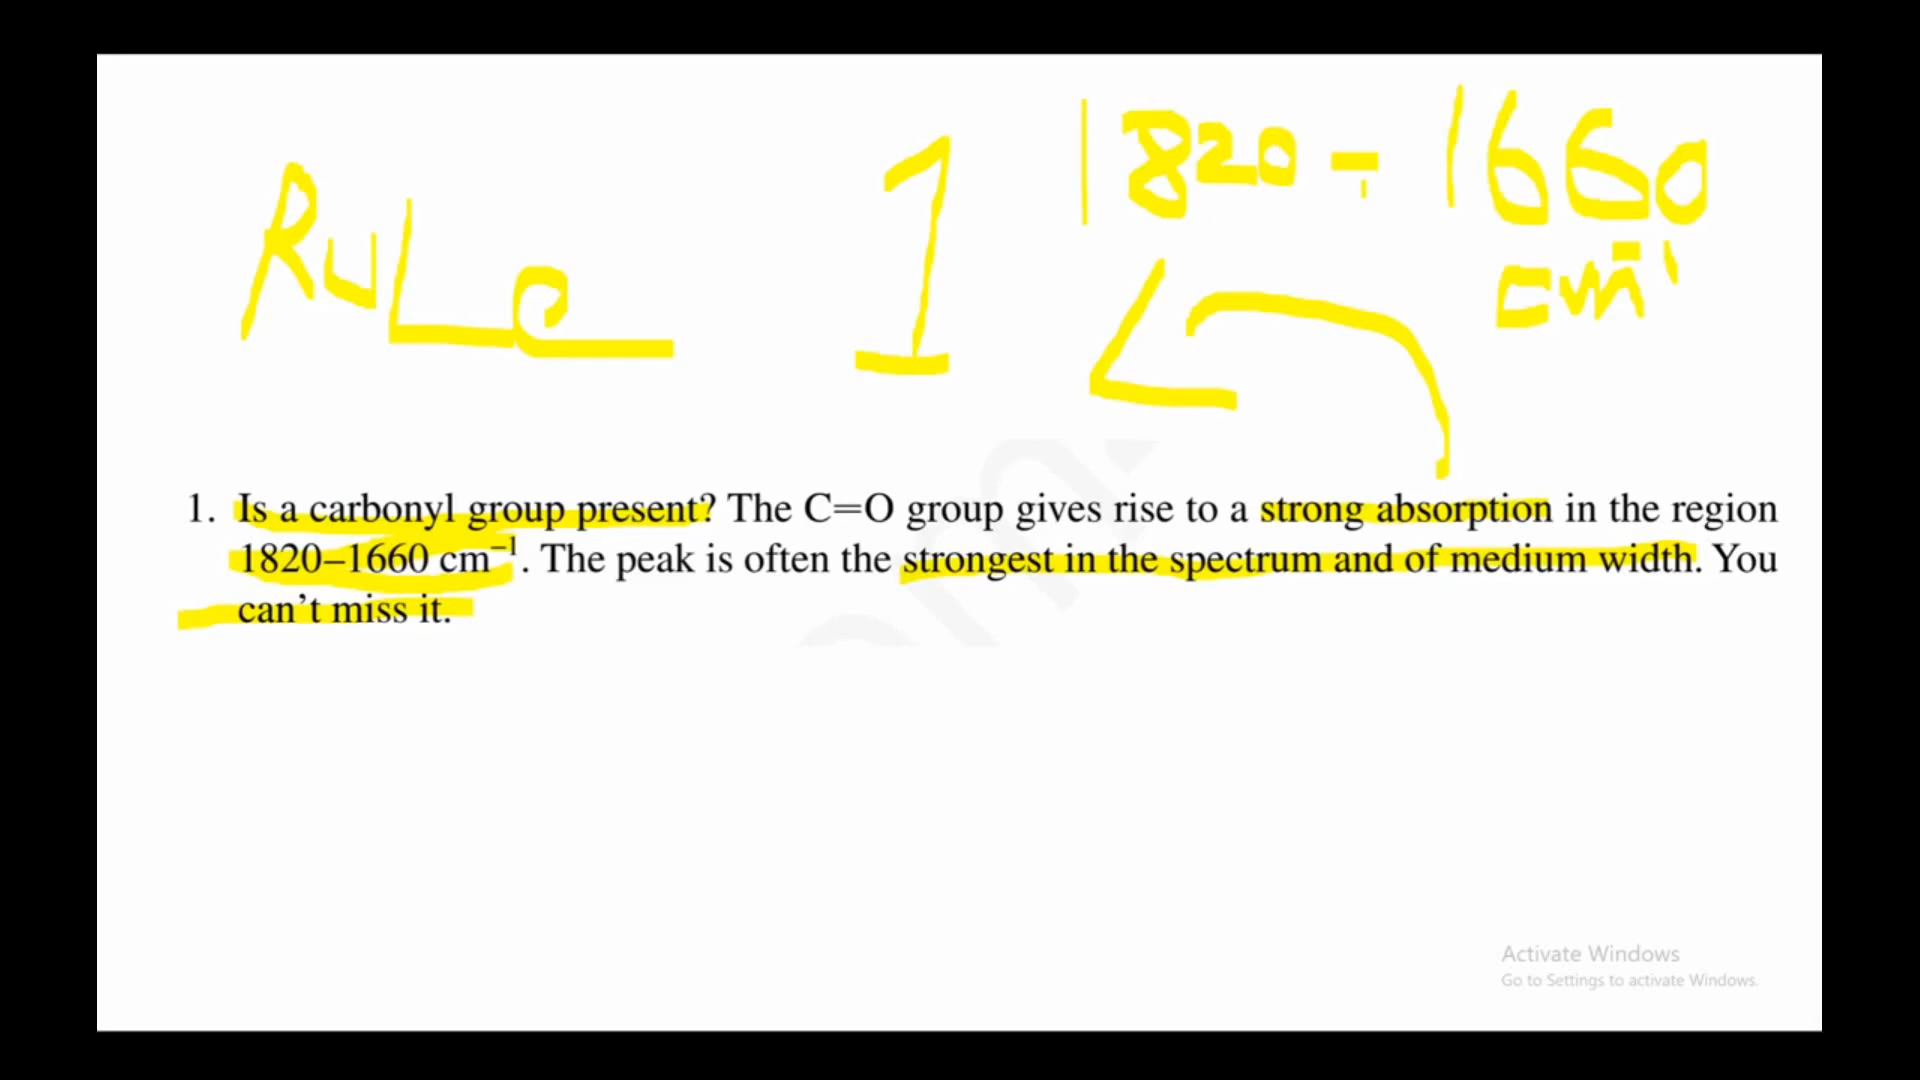 RuLe 1 1820 - 1660
cm⁻¹
1. Is a carbonyl group present? The C=O group gives rise to a strong absorption in the region
1820–1660 cm⁻¹. The peak is often the strongest in the spectrum and of medium width. You
can't miss it.
Activate Windows
Go to Settings to activate Windows.